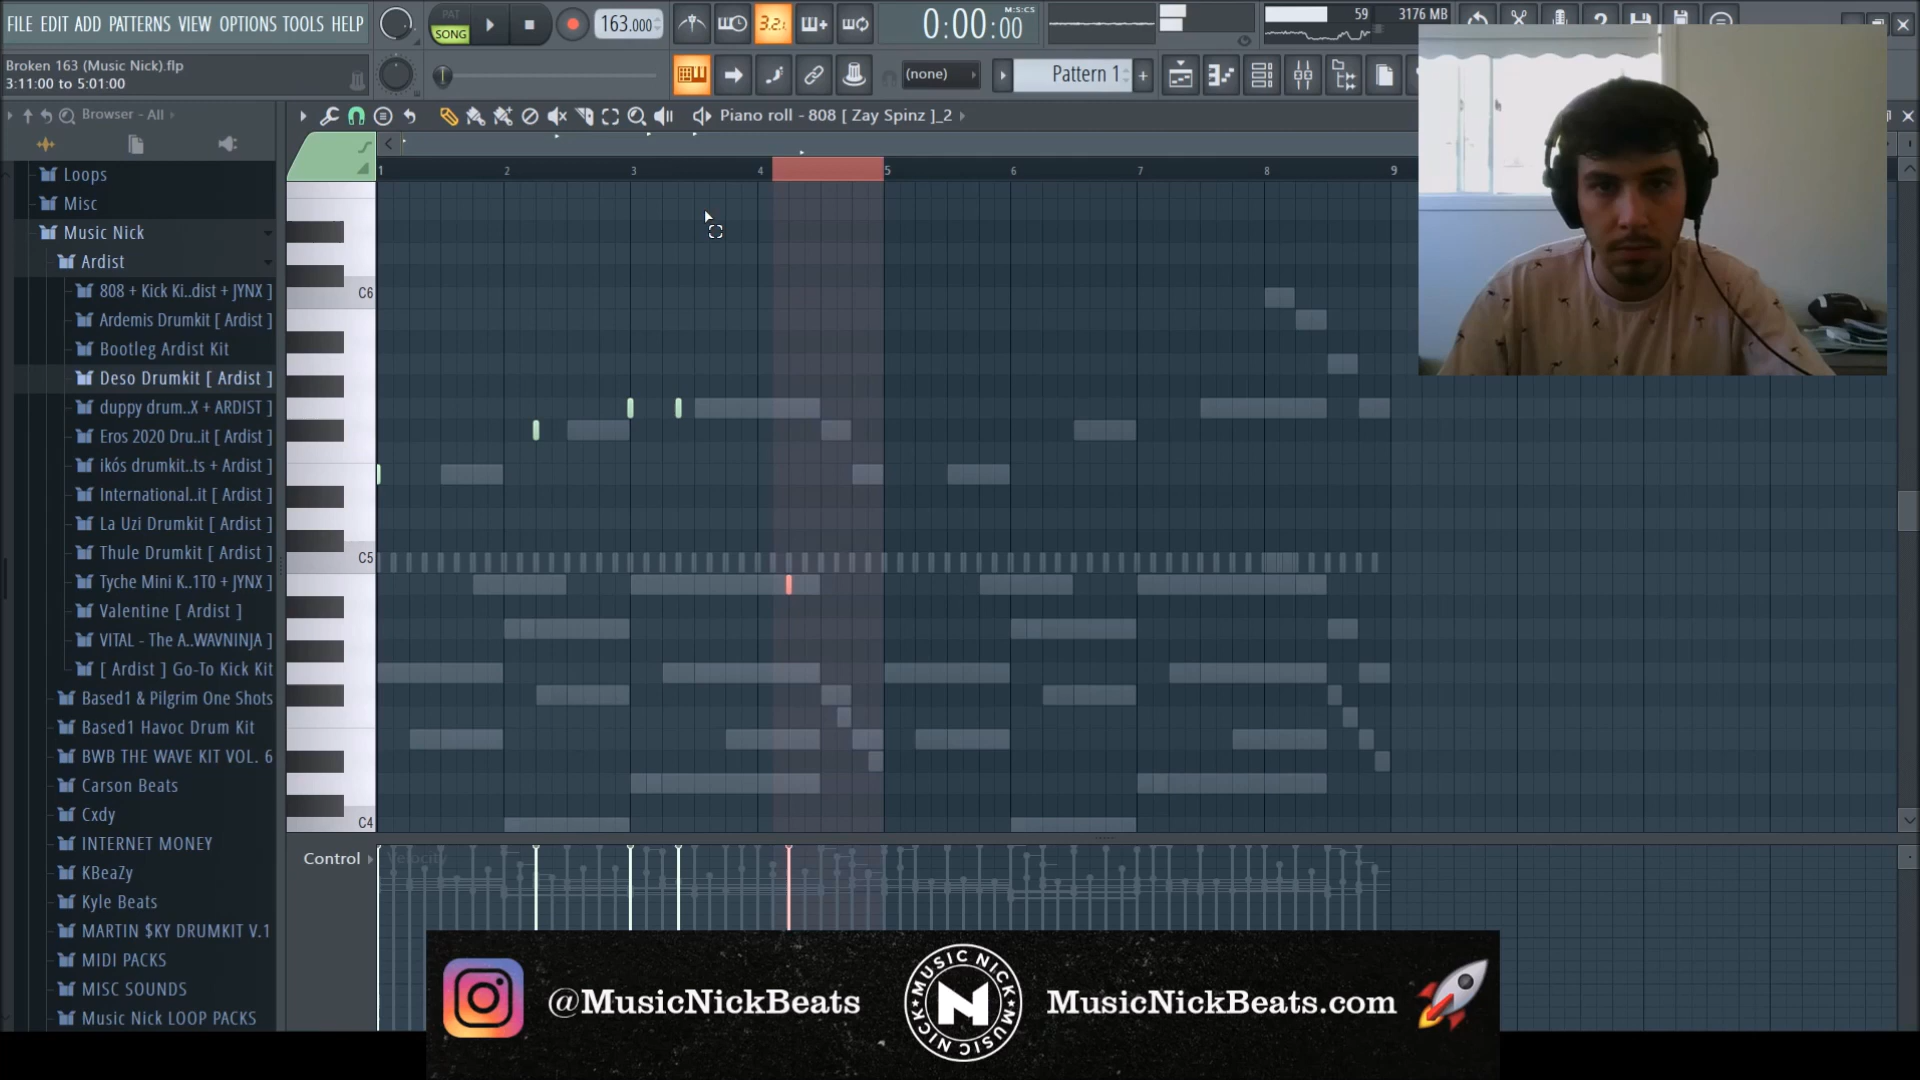 FILE EDIT ADD PATTERNS VIEW OPTIONS TOOLS HELP
PAT
SONG
163.000
3.2.
0:00:00
M:S:CS
59
3176 MB
Broken 163 (Music Nick).flp
3:11:00 to 5:01:00
(none)
Pattern 1
Browser - All
Piano roll - 808 [ Zay Spinz ]_2
1 2 3 4 5 6 7 8 9
Loops
Misc
Music Nick
Ardist
808 + Kick Ki..dist + JYNX ]
Ardemis Drumkit [ Ardist ]
Bootleg Ardist Kit
Deso Drumkit [ Ardist ]
duppy drum..X + ARDIST ]
Eros 2020 Dru..it [ Ardist ]
ikós drumkit..ts + Ardist ]
International..it [ Ardist ]
La Uzi Drumkit [ Ardist ]
Thule Drumkit [ Ardist ]
Tyche Mini K..1T0 + JYNX ]
Valentine [ Ardist ]
VITAL - The A..WAVNINJA ]
[ Ardist ] Go-To Kick Kit
Based1 & Pilgrim One Shots
Based1 Havoc Drum Kit
BWB THE WAVE KIT VOL. 6
Carson Beats
Cxdy
INTERNET MONEY
KBeaZy
Kyle Beats
MARTIN $KY DRUMKIT V.1
MIDI PACKS
MISC SOUNDS
Music Nick LOOP PACKS
C6
C5
C4
Control
Velocity
@MusicNickBeats
MUSIC NICK
N
MUSIC NICK
MusicNickBeats.com